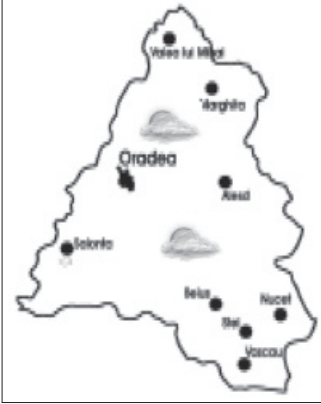 Valea lui Mihai
Marghita
Oradea
Alesd
Salonta
Beius
Nucet
Stei
Vascau